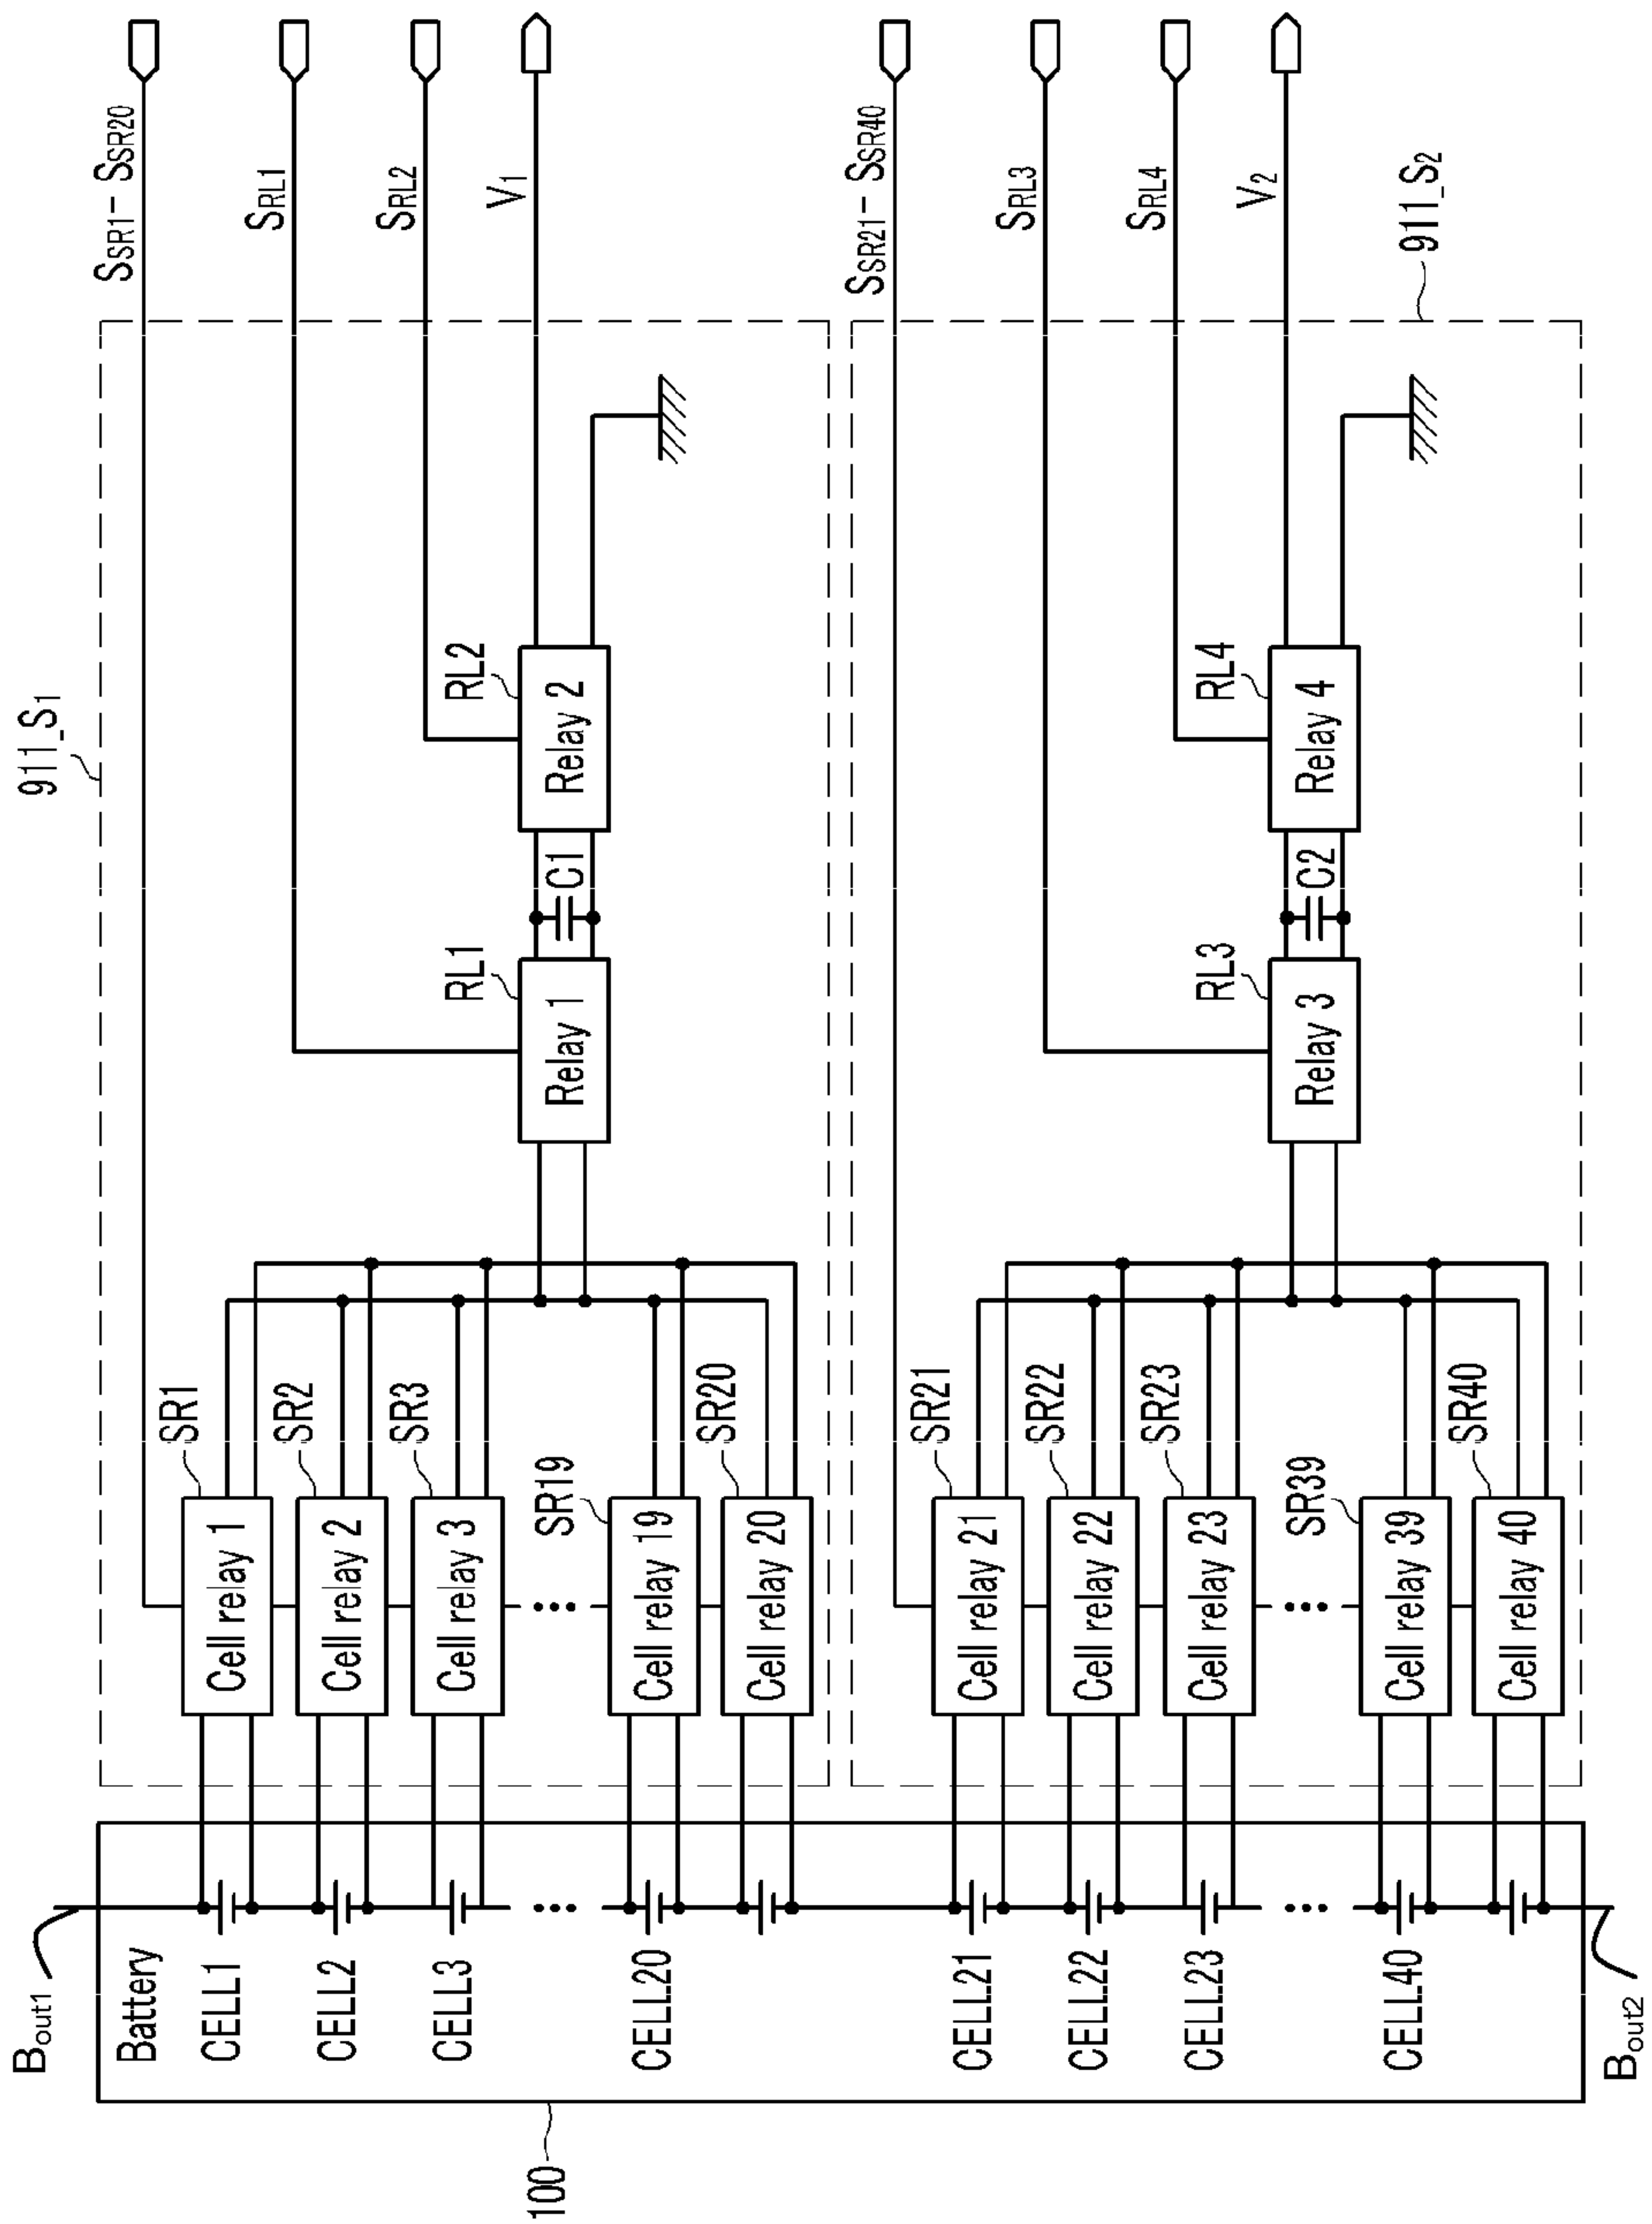 911_S1
SSR1- SSR20
SRL1
SRL2
V1
RL1
RL2
Relay 1
C1
Relay 2
SR1
Cell relay 1
SR2
Cell relay 2
SR3
Cell relay 3
SR19
Cell relay 19
SR20
Cell relay 20
SSR21- SSR40
SRL3
SRL4
V2
911_S2
RL3
RL4
Relay 3
C2
Relay 4
SR21
Cell relay 21
SR22
Cell relay 22
SR23
Cell relay 23
SR39
Cell relay 39
SR40
Cell relay 40
Bout1
Battery
CELL1
CELL2
CELL3
CELL20
CELL21
CELL22
CELL23
CELL40
Bout2
100